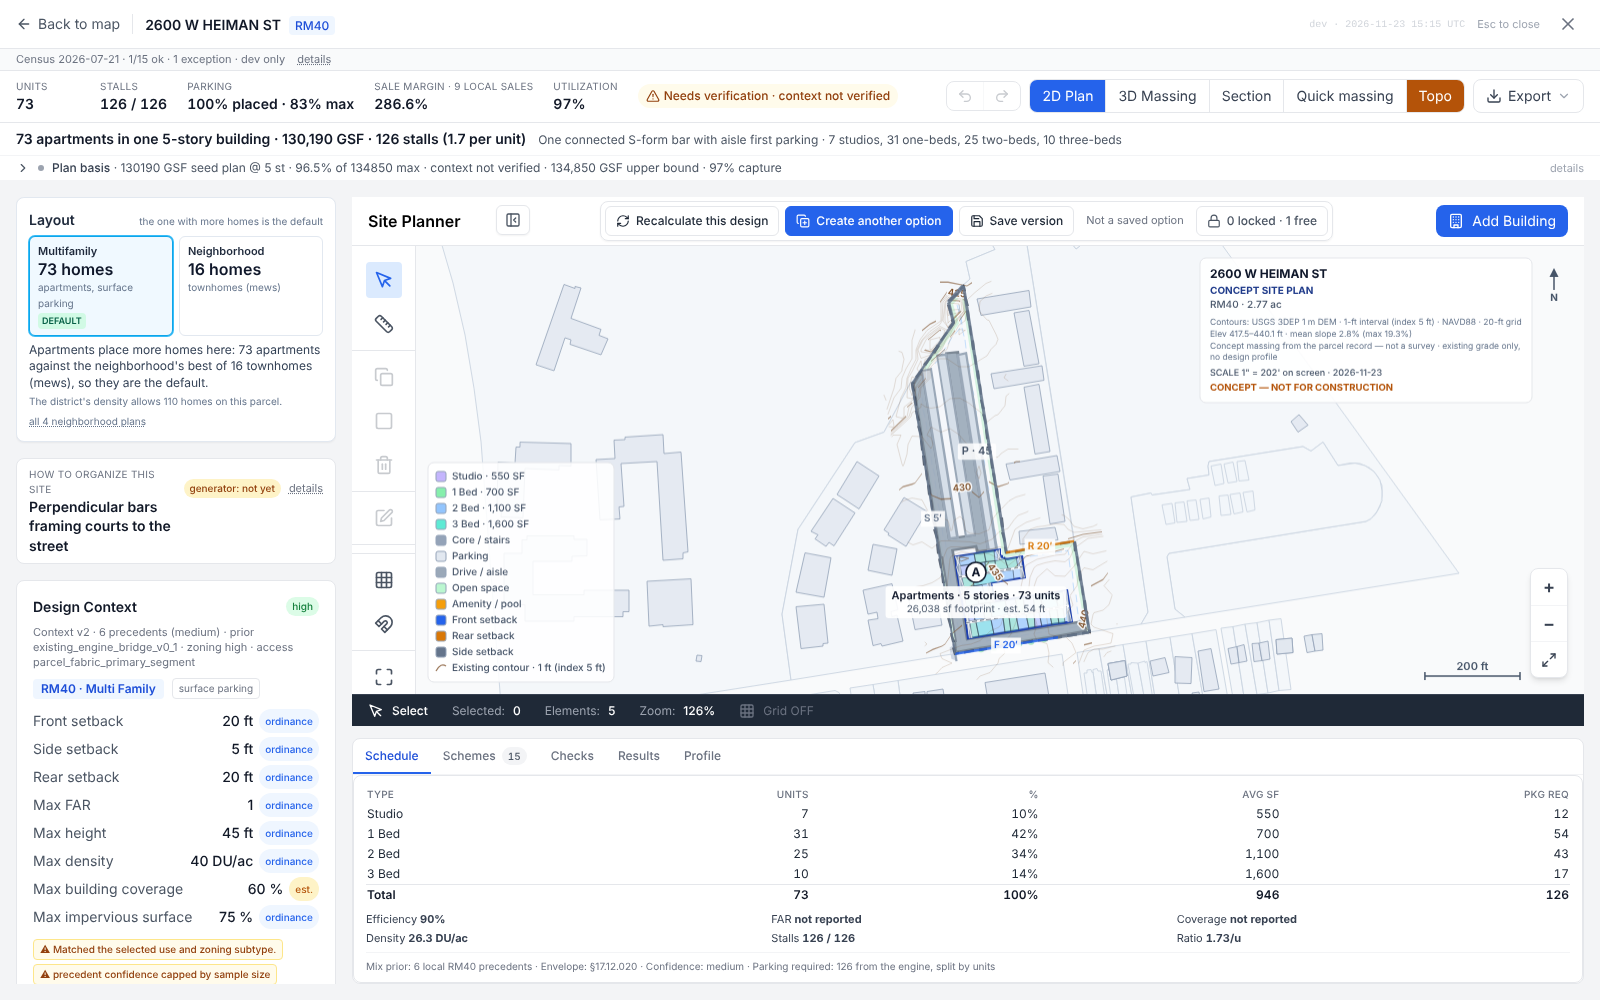 Back to map
2600 W HEIMAN ST
RM40
dev · 2026-11-23 15:15 UTC
Esc to close
Census 2026-07-21 · 1/15 ok · 1 exception · dev only
details
UNITS
73
STALLS
126 / 126
PARKING
100% placed · 83% max
SALE MARGIN · 9 LOCAL SALES
286.6%
UTILIZATION
97%
Needs verification · context not verified
2D Plan
3D Massing
Section
Quick massing
Topo
Export
73 apartments in one 5-story building · 130,190 GSF · 126 stalls (1.7 per unit)
One connected S-form bar with aisle first parking · 7 studios, 31 one-beds, 25 two-beds, 10 three-beds
Plan basis · 130190 GSF seed plan @ 5 st · 96.5% of 134850 max · context not verified · 134,850 GSF upper bound · 97% capture
details
Layout
the one with more homes is the default
Multifamily
73 homes
apartments, surface
parking
DEFAULT
Neighborhood
16 homes
townhomes (mews)
Apartments place more homes here: 73 apartments
against the neighborhood's best of 16 townhomes
(mews), so they are the default.
The district's density allows 110 homes on this parcel.
all 4 neighborhood plans
HOW TO ORGANIZE THIS
SITE
generator: not yet
details
Perpendicular bars
framing courts to the
street
Design Context
high
Context v2 · 6 precedents (medium) · prior
existing_engine_bridge_v0_1 · zoning high · access
parcel_fabric_primary_segment
RM40 · Multi Family
surface parking
Front setback 20 ft ordinance
Side setback 5 ft ordinance
Rear setback 20 ft ordinance
Max FAR 1 ordinance
Max height 45 ft ordinance
Max density 40 DU/ac ordinance
Max building coverage 60 % est.
Max impervious surface 75 % ordinance
Matched the selected use and zoning subtype.
precedent confidence capped by sample size
Site Planner
Recalculate this design
Create another option
Save version
Not a saved option
0 locked · 1 free
Add Building
2600 W HEIMAN ST
CONCEPT SITE PLAN
RM40 · 2.77 ac
Contours: USGS 3DEP 1 m DEM · 1-ft interval (index 5 ft) · NAVD88 · 20-ft grid
Elev 417.5–440.1 ft · mean slope 2.8% (max 19.3%)
Concept massing from the parcel record — not a survey · existing grade only,
no design profile
SCALE 1" = 202' on screen · 2026-11-23
CONCEPT — NOT FOR CONSTRUCTION
N
P · 45
430
S 5'
R 20'
A
435
Apartments · 5 stories · 73 units
26,038 sf footprint · est. 54 ft
440
F 20'
Studio · 550 SF
1 Bed · 700 SF
2 Bed · 1,100 SF
3 Bed · 1,600 SF
Core / stairs
Parking
Drive / aisle
Open space
Amenity / pool
Front setback
Rear setback
Side setback
Existing contour · 1 ft (index 5 ft)
+
−
200 ft
Select
Selected: 0
Elements: 5
Zoom: 126%
Grid OFF
Schedule
Schemes 15
Checks
Results
Profile
TYPE UNITS % AVG SF PKG REQ
Studio 7 10% 550 12
1 Bed 31 42% 700 54
2 Bed 25 34% 1,100 43
3 Bed 10 14% 1,600 17
Total 73 100% 946 126
Efficiency 90%
FAR not reported
Coverage not reported
Density 26.3 DU/ac
Stalls 126 / 126
Ratio 1.73/u
Mix prior: 6 local RM40 precedents · Envelope: §17.12.020 · Confidence: medium · Parking required: 126 from the engine, split by units